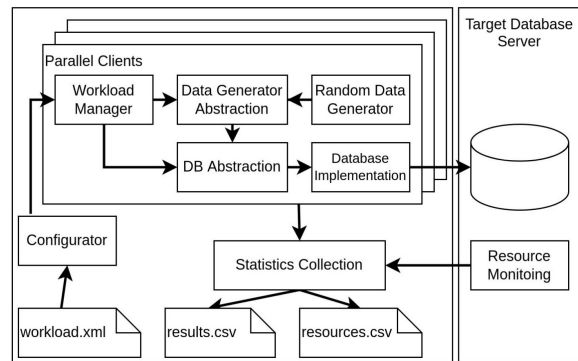 Target Database
Server
Parallel Clients
Workload
Manager
Data Generator
Abstraction
Random Data
Generator
DB Abstraction
Database
Implementation
Configurator
Statistics Collection
Resource
Monitoing
workload.xml
results.csv
resources.csv